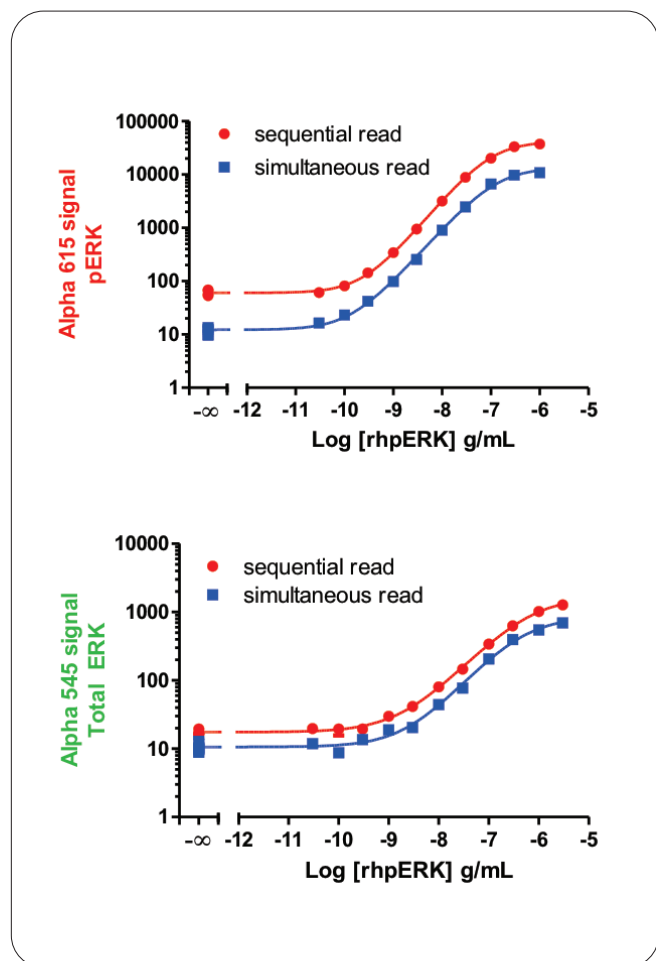 100000
10000
1000
100
10
1
sequential read
simultaneous read
Alpha 615 signal
pERK
-∞ -12 -11 -10 -9 -8 -7 -6 -5
Log [rhpERK] g/mL
10000
1000
100
10
1
sequential read
simultaneous read
Alpha 545 signal
Total ERK
-∞ -12 -11 -10 -9 -8 -7 -6 -5
Log [rhpERK] g/mL